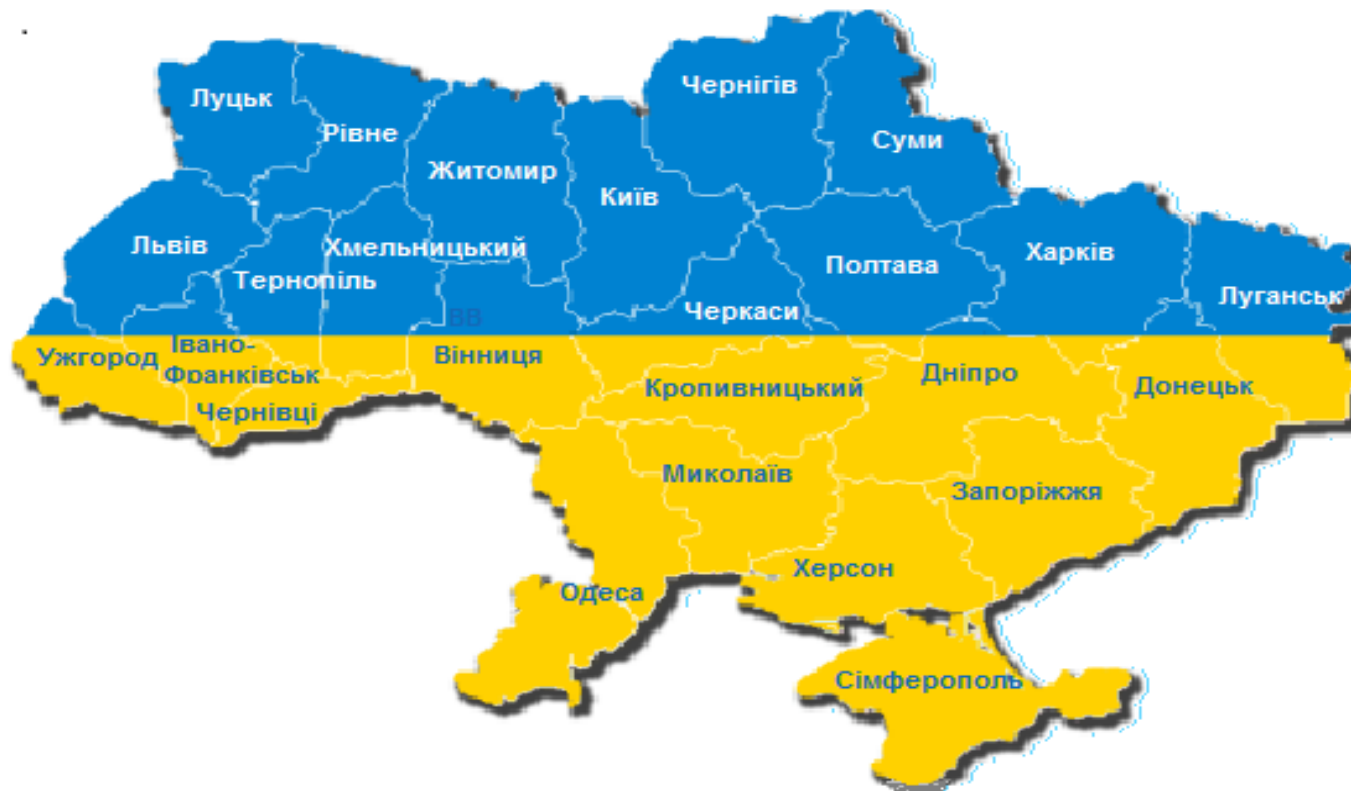 Чернігів
Луцьк
Рівне
Суми
Житомир
Київ
Львів
Хмельницький
Харків
Полтава
Тернопіль
Луганськ
Черкаси
ВВ
Івано-
Франківськ
Ужгород
Вінниця
Дніпро
Кропивницький
Донецьк
Чернівці
Миколаїв
Запоріжжя
Херсон
Одеса
Сімферополь